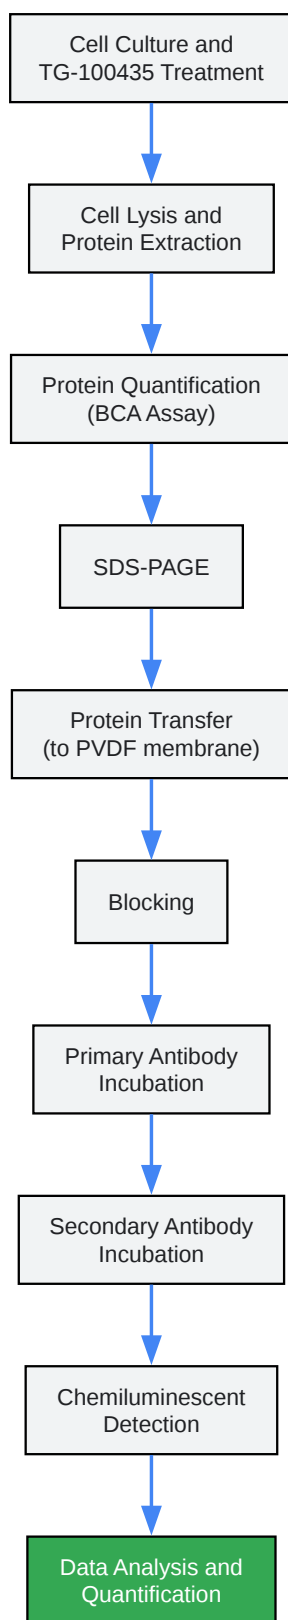 Cell Culture and
TG-100435 Treatment
Cell Lysis and
Protein Extraction
Protein Quantification
(BCA Assay)
SDS-PAGE
Protein Transfer
(to PVDF membrane)
Blocking
Primary Antibody
Incubation
Secondary Antibody
Incubation
Chemiluminescent
Detection
Data Analysis and
Quantification